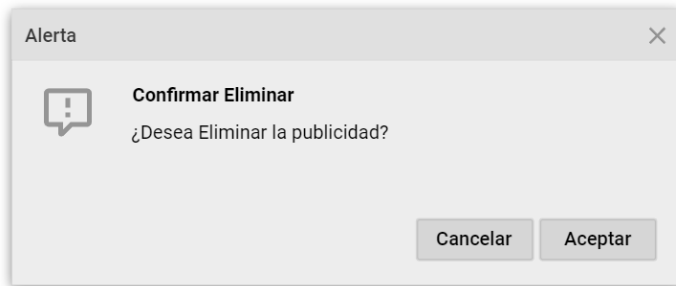 Alerta
Confirmar Eliminar
¿Desea Eliminar la publicidad?
Cancelar Aceptar